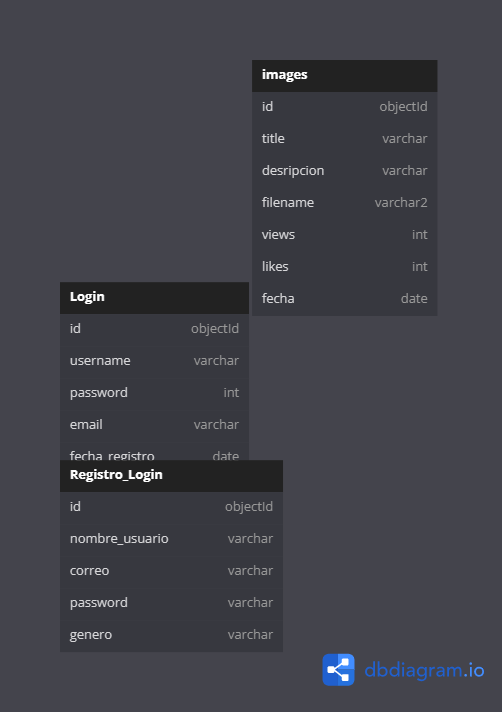 images
id objectId
title varchar
desripcion varchar
filename varchar2
views int
likes int
fecha date
Login
id objectId
username varchar
password int
email varchar
fecha_registro date
Registro_Login
id objectId
nombre_usuario varchar
correo varchar
password varchar
genero varchar
dbdiagram.io